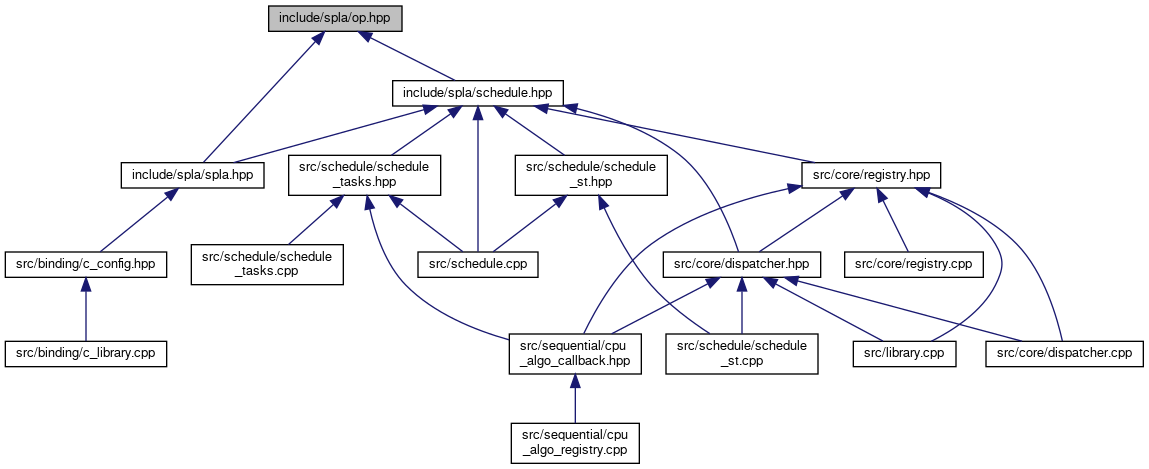 include/spla/op.hpp
include/spla/schedule.hpp
include/spla/spla.hpp
src/schedule/schedule
_tasks.hpp
src/schedule/schedule
_st.hpp
src/core/registry.hpp
src/binding/c_config.hpp
src/schedule/schedule
_tasks.cpp
src/schedule.cpp
src/core/dispatcher.hpp
src/core/registry.cpp
src/binding/c_library.cpp
src/sequential/cpu
_algo_callback.hpp
src/schedule/schedule
_st.cpp
src/library.cpp
src/core/dispatcher.cpp
src/sequential/cpu
_algo_registry.cpp